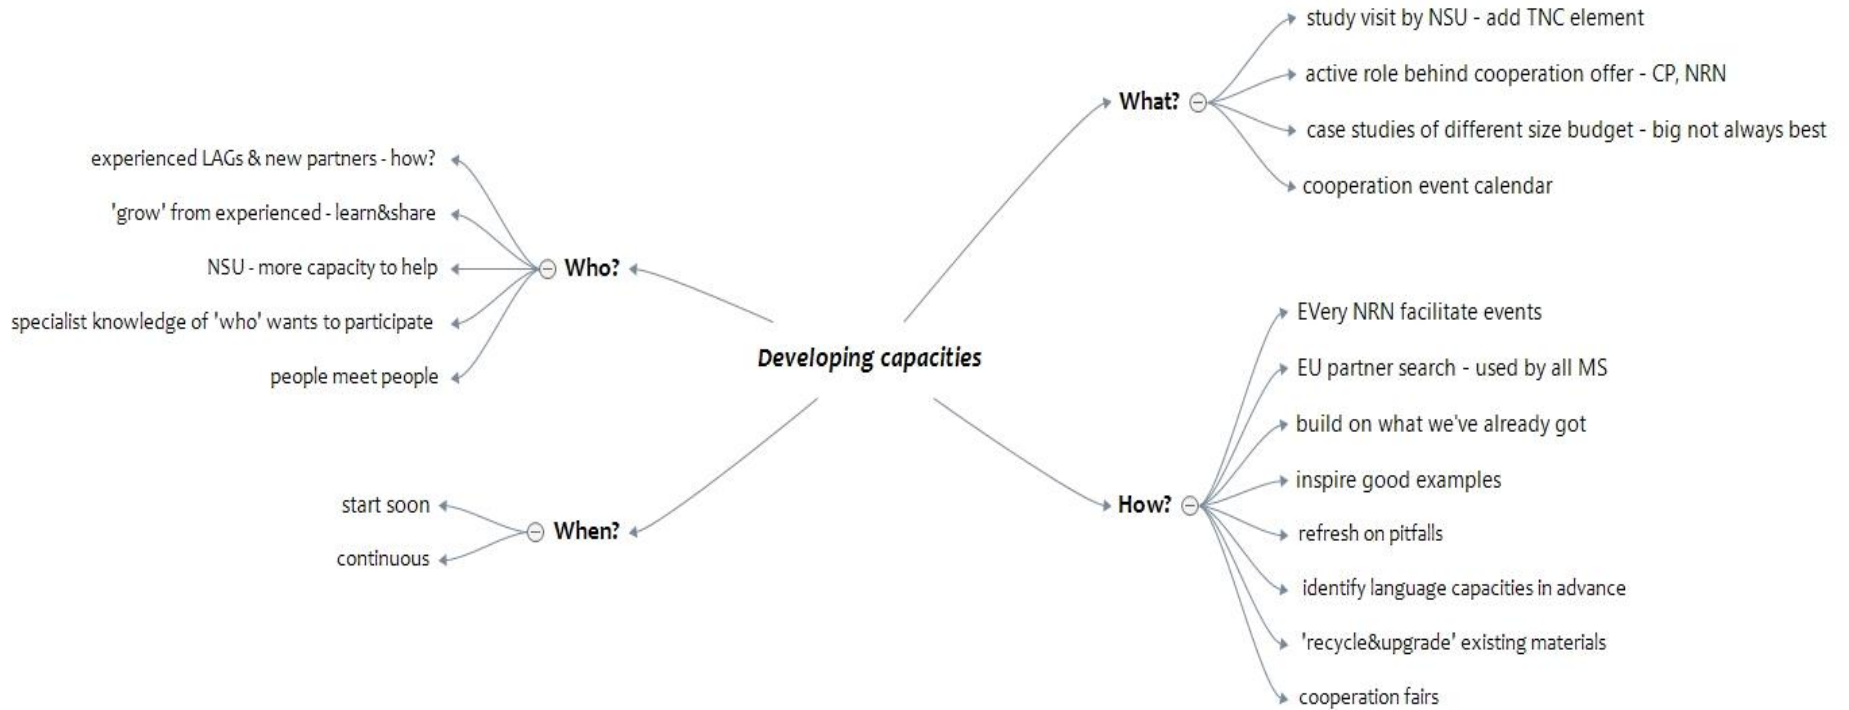 Developing capacities
What?
study visit by NSU - add TNC element
active role behind cooperation offer - CP, NRN
case studies of different size budget - big not always best
cooperation event calendar
Who?
experienced LAGs & new partners - how?
'grow' from experienced - learn&share
NSU - more capacity to help
specialist knowledge of 'who' wants to participate
people meet people
When?
start soon
continuous
How?
EVery NRN facilitate events
EU partner search - used by all MS
build on what we've already got
inspire good examples
refresh on pitfalls
identify language capacities in advance
'recycle&upgrade' existing materials
cooperation fairs